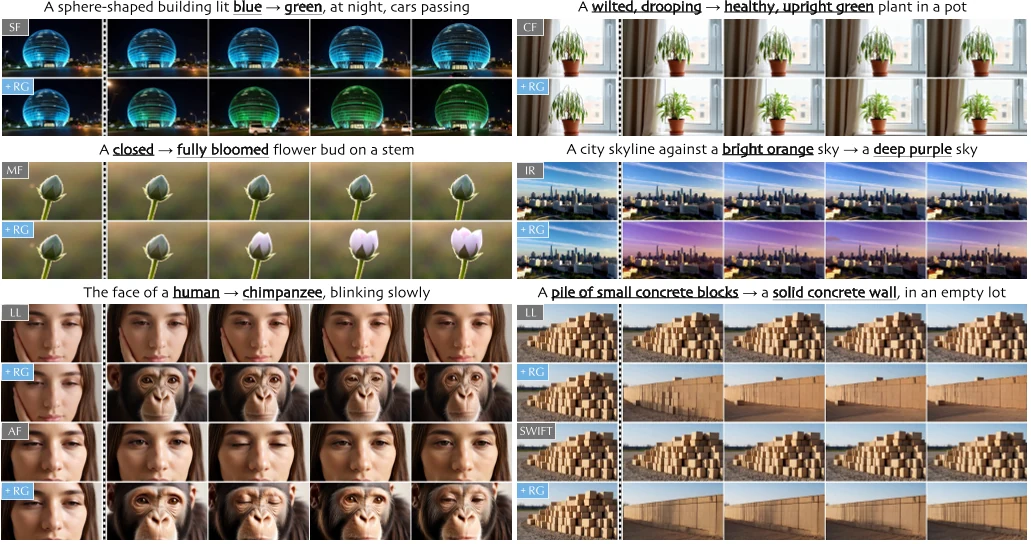 A sphere-shaped building lit blue → green, at night, cars passing
SF
+ RG
A closed → fully bloomed flower bud on a stem
MF
+ RG
The face of a human → chimpanzee, blinking slowly
LL
+ RG
AF
+ RG
A wilted, drooping → healthy, upright green plant in a pot
CF
+ RG
A city skyline against a bright orange sky → a deep purple sky
IR
+ RG
A pile of small concrete blocks → a solid concrete wall, in an empty lot
LL
+ RG
SWIFT
+ RG